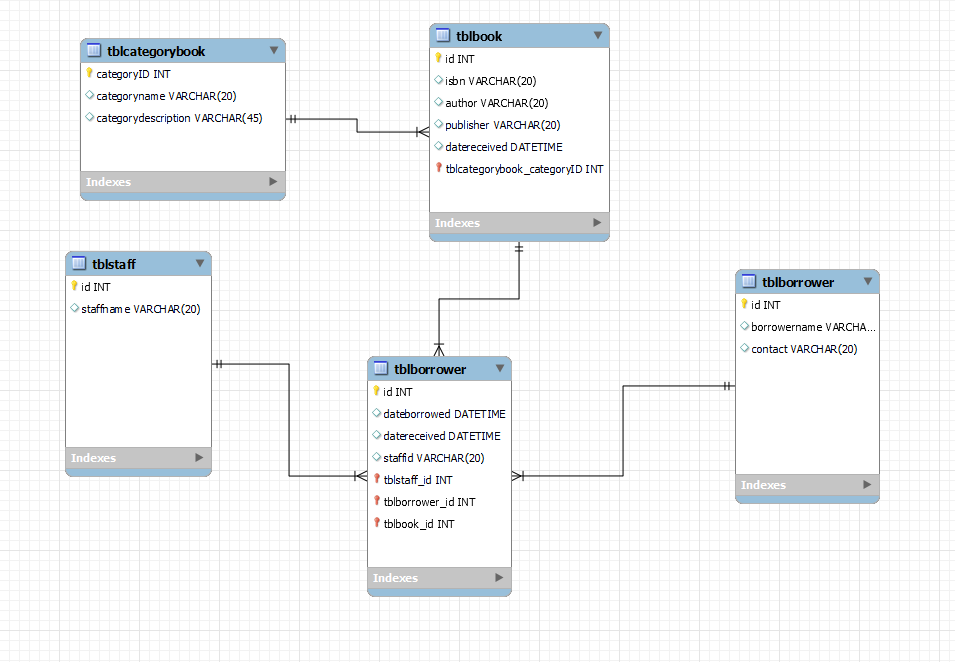 tblcategorybook
categoryID INT
categoryname VARCHAR(20)
categorydescription VARCHAR(45)
Indexes
tblbook
id INT
isbn VARCHAR(20)
author VARCHAR(20)
publisher VARCHAR(20)
datereceived DATETIME
tblcategorybook_categoryID INT
Indexes
tblstaff
id INT
staffname VARCHAR(20)
Indexes
tblborrower
id INT
dateborrowed DATETIME
datereceived DATETIME
staffid VARCHAR(20)
tblstaff_id INT
tblborrower_id INT
tblbook_id INT
Indexes
tblborrower
id INT
borrowername VARCHA...
contact VARCHAR(20)
Indexes